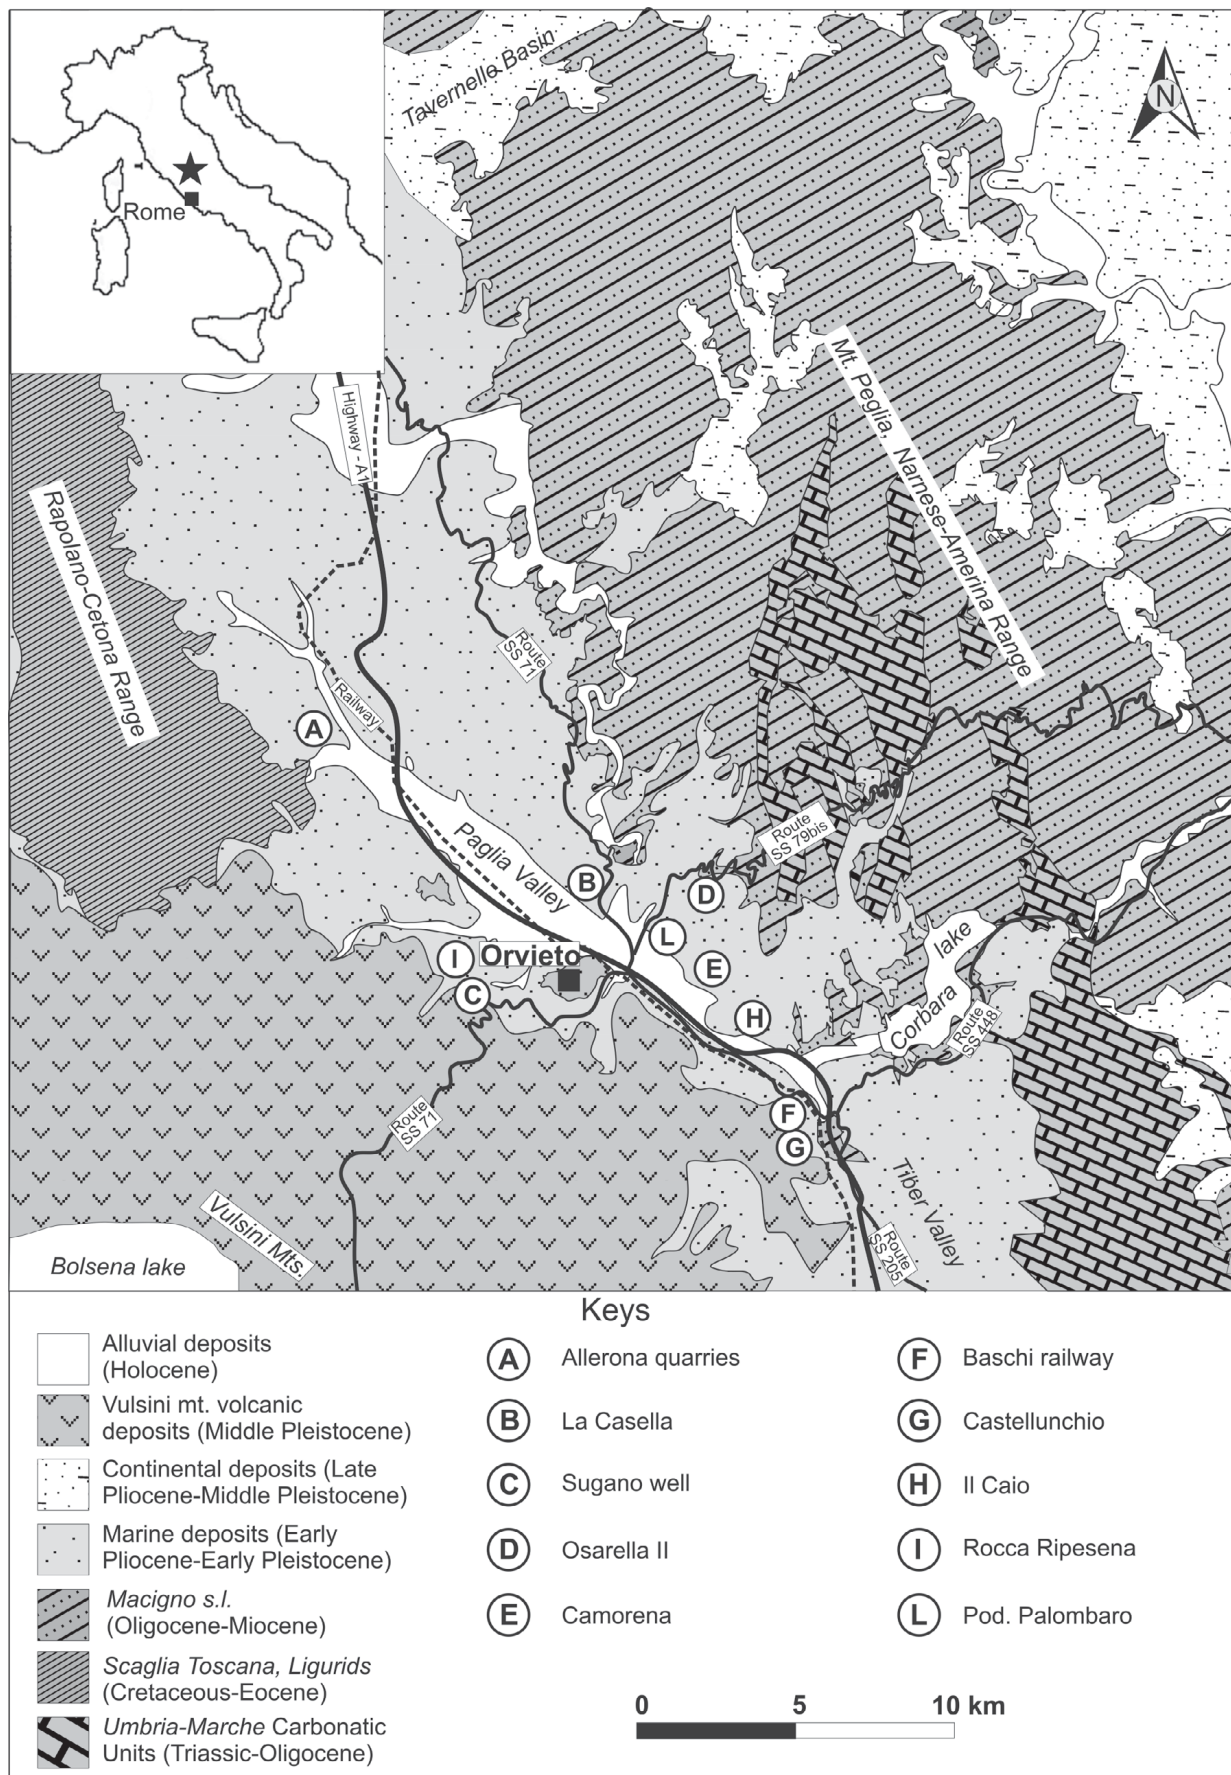 Tavernelle Basin
N
Rome
Highway - A1
Mt. Peglia, Narnese-Amerina Range
Rapolano-Cetona Range
Route
SS 71
Railway
A
Paglia Valley
Route
SS 79bis
B
D
L
lake
I
Orvieto
E
C
H
Corbara
Route
SS 448
Route
SS 71
F
G
Tiber Valley
Vulsini Mts.
Route
SS 205
Bolsena lake
Keys
Alluvial deposits
(Holocene)
Vulsini mt. volcanic
deposits (Middle Pleistocene)
Continental deposits (Late
Pliocene-Middle Pleistocene)
Marine deposits (Early
Pliocene-Early Pleistocene)
Macigno s.l.
(Oligocene-Miocene)
Scaglia Toscana, Ligurids
(Cretaceous-Eocene)
Umbria-Marche Carbonatic
Units (Triassic-Oligocene)
A Allerona quarries
B La Casella
C Sugano well
D Osarella II
E Camorena
F Baschi railway
G Castellunchio
H Il Caio
I Rocca Ripesena
L Pod. Palombaro
0 5 10 km